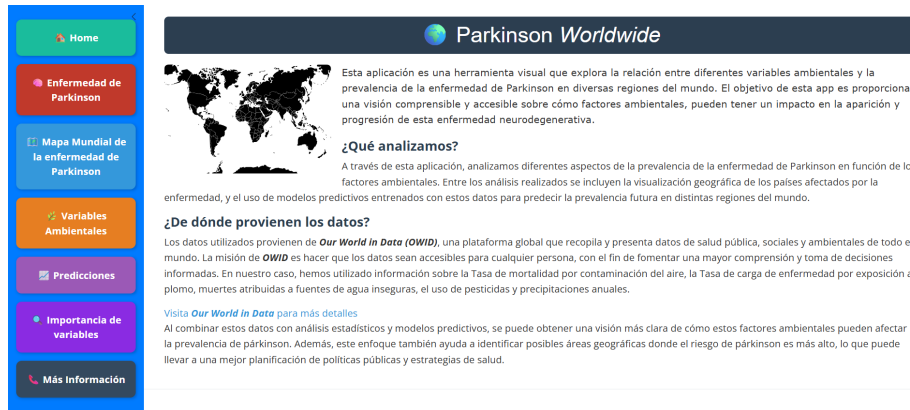 Home
Enfermedad de
Parkinson
Mapa Mundial de
la enfermedad de
Parkinson
Variables
Ambientales
Predicciones
Importancia de
variables
Más Información
Parkinson Worldwide
Esta aplicación es una herramienta visual que explora la relación entre diferentes variables ambientales y la
prevalencia de la enfermedad de Parkinson en diversas regiones del mundo. El objetivo de esta app es proporciona
una visión comprensible y accesible sobre cómo factores ambientales, pueden tener un impacto en la aparición y
progresión de esta enfermedad neurodegenerativa.
¿Qué analizamos?
A través de esta aplicación, analizamos diferentes aspectos de la prevalencia de la enfermedad de Parkinson en función de lo
factores ambientales. Entre los análisis realizados se incluyen la visualización geográfica de los países afectados por la
enfermedad, y el uso de modelos predictivos entrenados con estos datos para predecir la prevalencia futura en distintas regiones del mundo.
¿De dónde provienen los datos?
Los datos utilizados provienen de Our World in Data (OWID), una plataforma global que recopila y presenta datos de salud pública, sociales y ambientales de todo e
mundo. La misión de OWID es hacer que los datos sean accesibles para cualquier persona, con el fin de fomentar una mayor comprensión y toma de decisiones
informadas. En nuestro caso, hemos utilizado información sobre la Tasa de mortalidad por contaminación del aire, la Tasa de carga de enfermedad por exposición a
plomo, muertes atribuidas a fuentes de agua inseguras, el uso de pesticidas y precipitaciones anuales.
Visita Our World in Data para más detalles
Al combinar estos datos con análisis estadísticos y modelos predictivos, se puede obtener una visión más clara de cómo estos factores ambientales pueden afectar
la prevalencia de párkinson. Además, este enfoque también ayuda a identificar posibles áreas geográficas donde el riesgo de párkinson es más alto, lo que puede
llevar a una mejor planificación de políticas públicas y estrategias de salud.